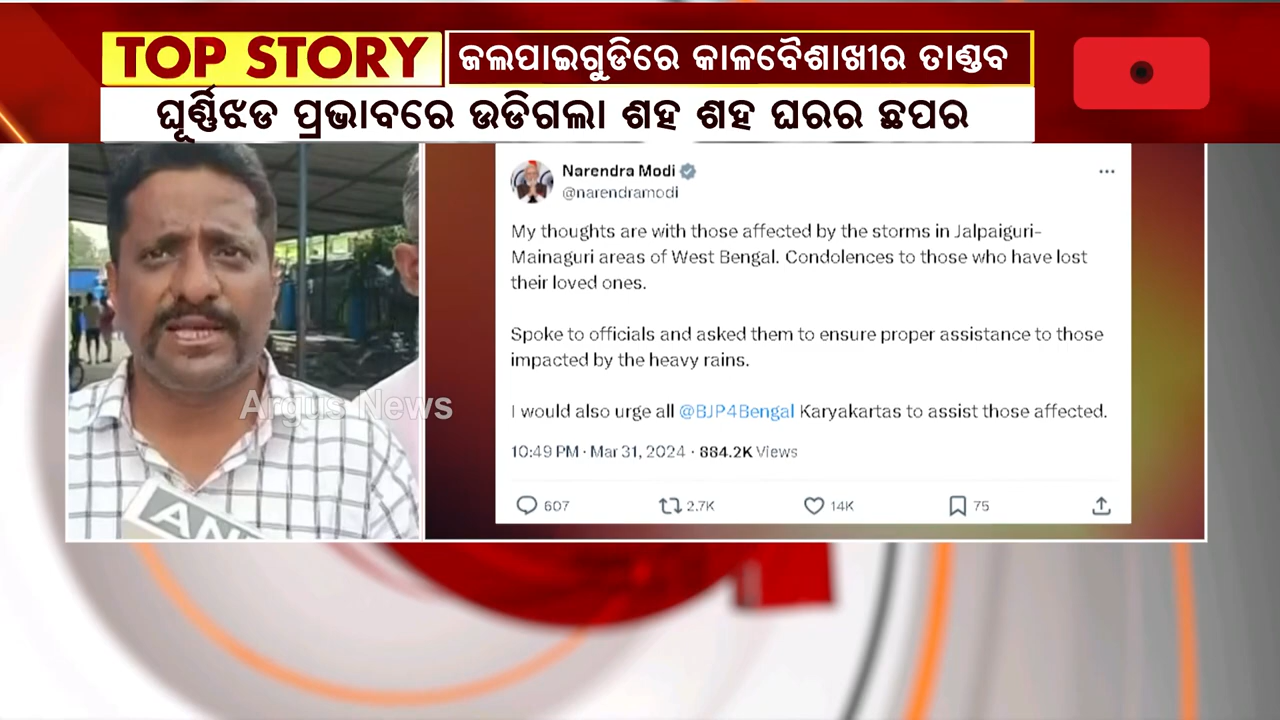 TOP STORY
ଜଲପାଇଗୁଡିରେ କାଳବୈଶାଖୀର ତାଣ୍ଡବ
ଘୂର୍ଣ୍ଣିଝଡ ପ୍ରଭାବରେ ଉଡିଗଲା ଶହ ଶହ ଘରର ଛପର
Narendra Modi
@narendramodi
My thoughts are with those affected by the storms in Jalpaiguri-
Mainaguri areas of West Bengal. Condolences to those who have lost
their loved ones.
Spoke to officials and asked them to ensure proper assistance to those
impacted by the heavy rains.
I would also urge all @BJP4Bengal Karyakartas to assist those affected.
10:49 PM · Mar 31, 2024 · 884.2K Views
607 2.7K 14K 75
Argus News
ANI